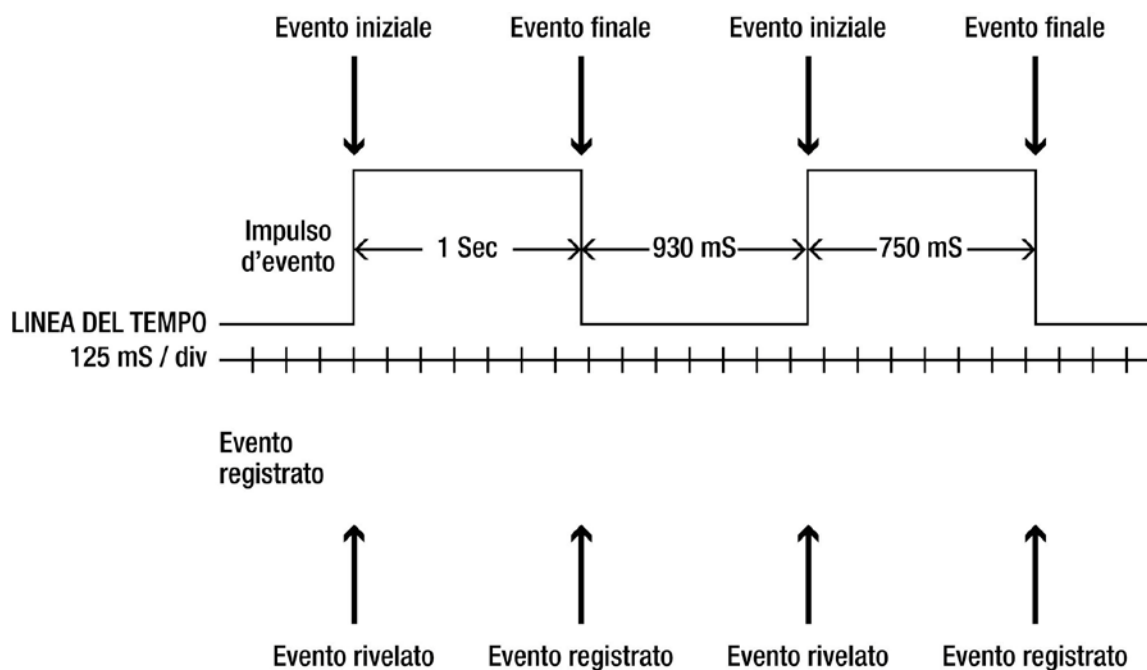 Evento iniziale Evento finale Evento iniziale Evento finale
Impulso
d'evento
1 Sec 930 mS 750 mS
LINEA DEL TEMPO
125 mS / div
Evento
registrato
Evento rivelato Evento registrato Evento rivelato Evento registrato